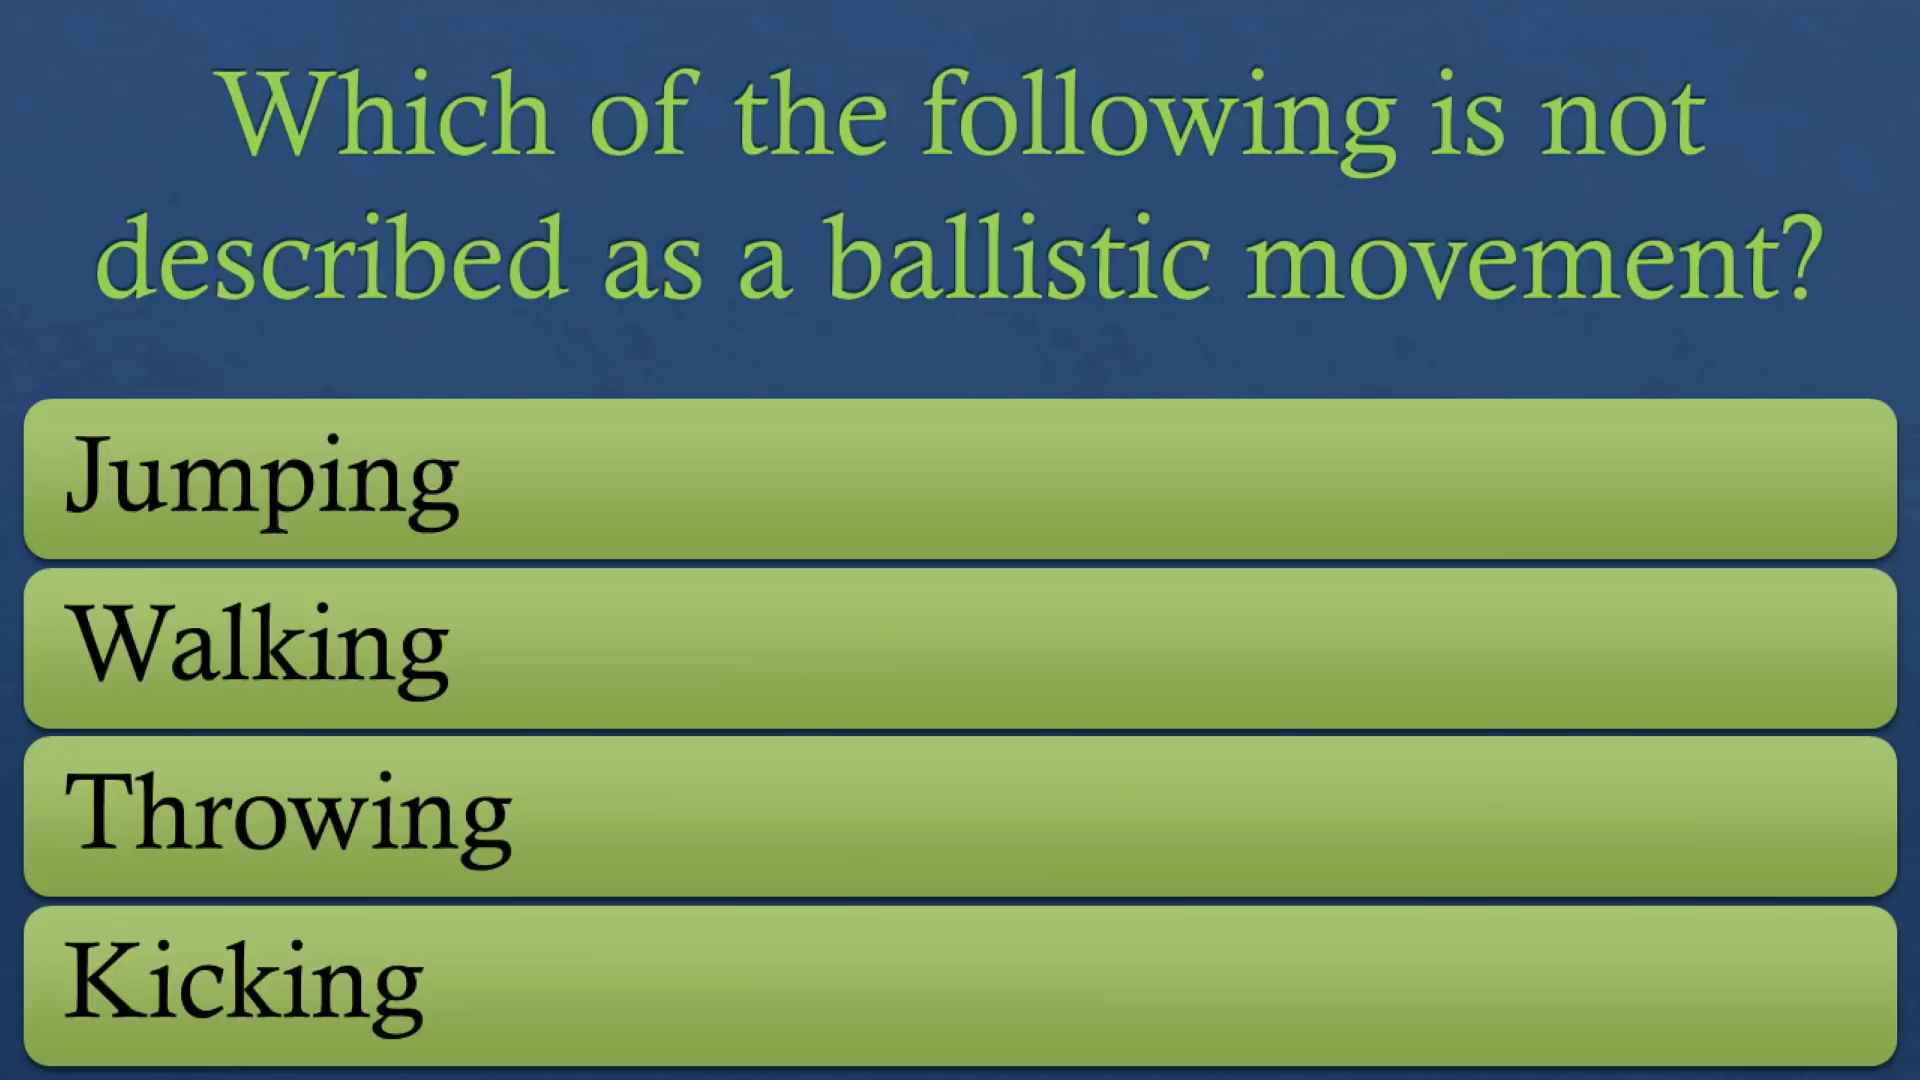 Which of the following is not
described as a ballistic movement?
Jumping
Walking
Throwing
Kicking